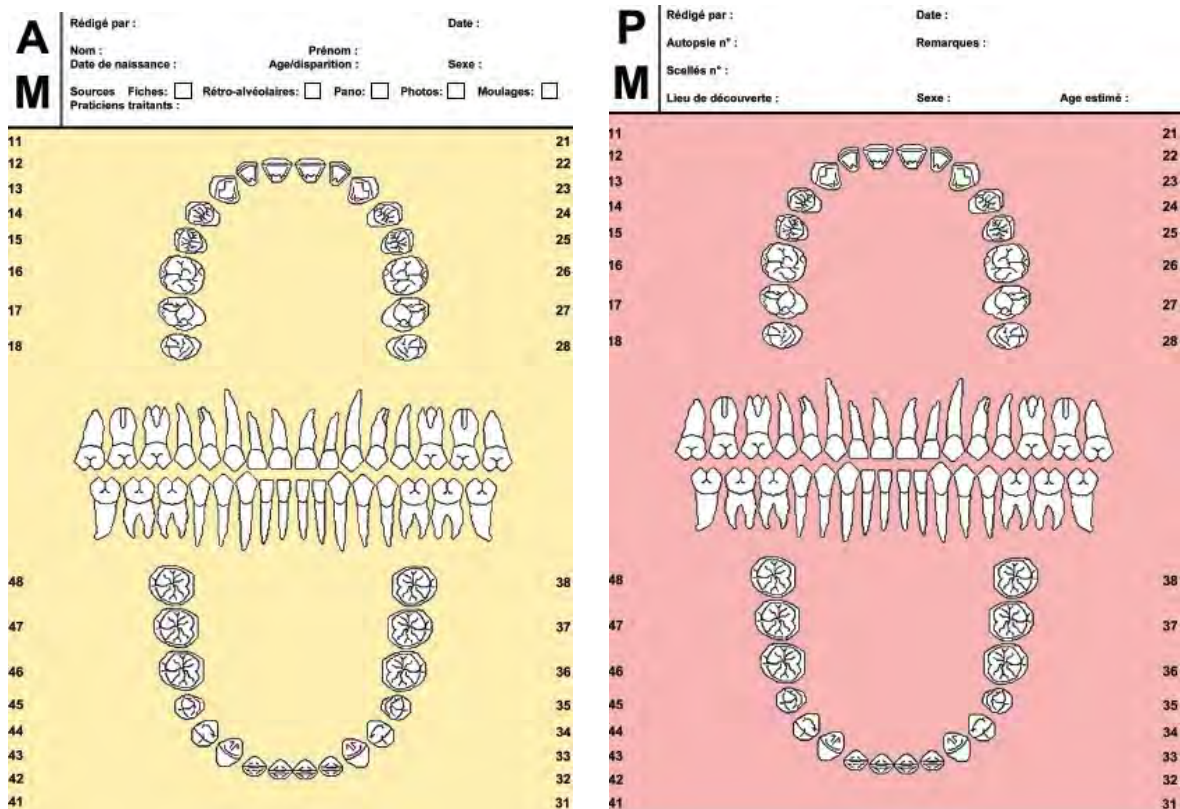 A
M
Rédigé par : Date :
Nom : Prénom :
Date de naissance : Age/disparition : Sexe :
Sources Fiches: Rétro-alvéolaires: Pano: Photos: Moulages:
Praticiens traitants :
11 21
12 22
13 23
14 24
15 25
16 26
17 27
18 28
48 38
47 37
46 36
45 35
44 34
43 33
42 32
41 31
P
M
Rédigé par : Date :
Autopsie n° : Remarques :
Scellés n° :
Lieu de découverte : Sexe : Age estimé :
11 21
12 22
13 23
14 24
15 25
16 26
17 27
18 28
48 38
47 37
46 36
45 35
44 34
43 33
42 32
41 31